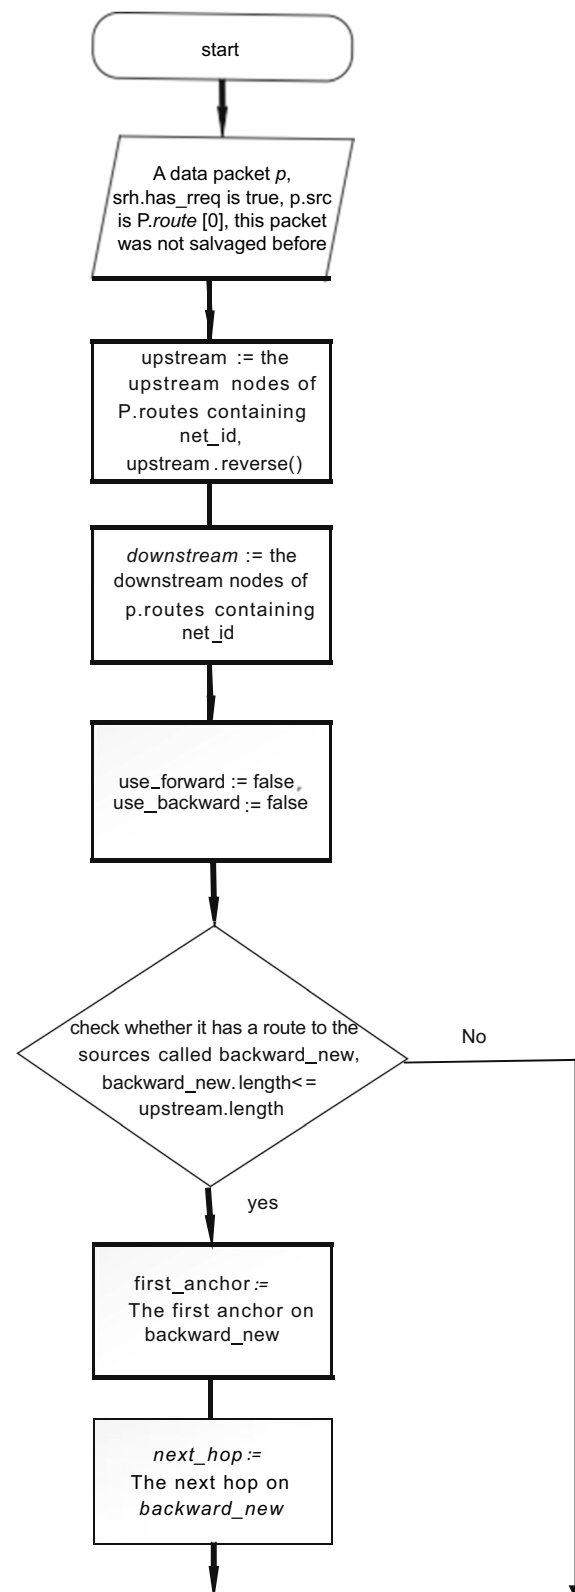 start
A data packet p,
srh.has_rreq is true, p.src
is P.route [0], this packet
was not salvaged before
upstream := the
upstream nodes of
P.routes containing
net_id,
upstream.reverse()
downstream := the
downstream nodes of
p.routes containing
net_id
use_forward := false,
use_backward := false
check whether it has a route to the
sources called backward_new,
backward_new.length<=
upstream.length
No
yes
first_anchor :=
The first anchor on
backward_new
next_hop :=
The next hop on
backward_new